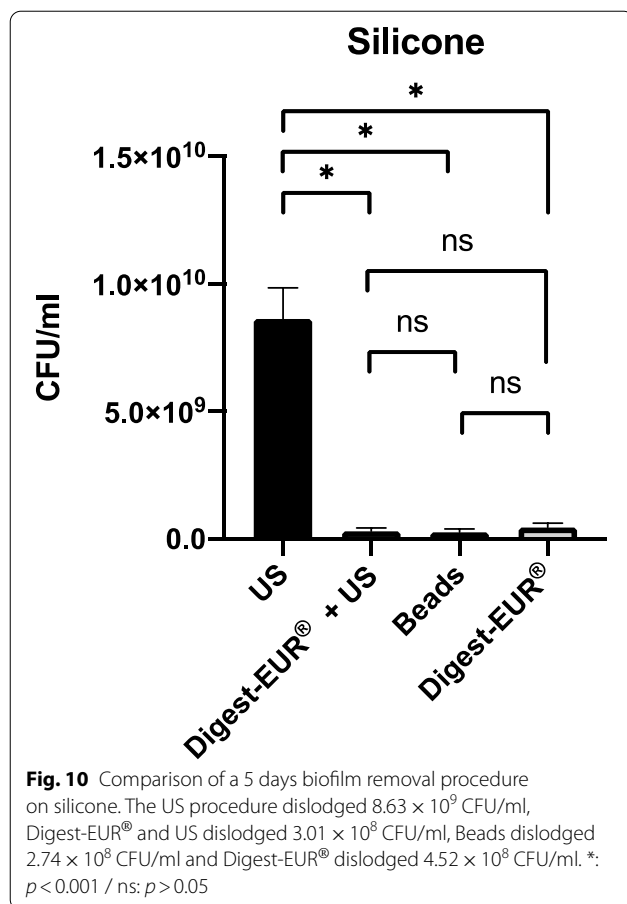 Silicone
*
*
*
ns
ns
ns
CFU/ml
1.5×10¹⁰
1.0×10¹⁰
5.0×10⁹
0.0
US
Digest-EUR® + US
Beads
Digest-EUR®
Fig. 10 Comparison of a 5 days biofilm removal procedure
on silicone. The US procedure dislodged 8.63 × 10⁹ CFU/ml,
Digest-EUR® and US dislodged 3.01 × 10⁸ CFU/ml, Beads dislodged
2.74 × 10⁸ CFU/ml and Digest-EUR® dislodged 4.52 × 10⁸ CFU/ml. *:
p < 0.001 / ns: p > 0.05